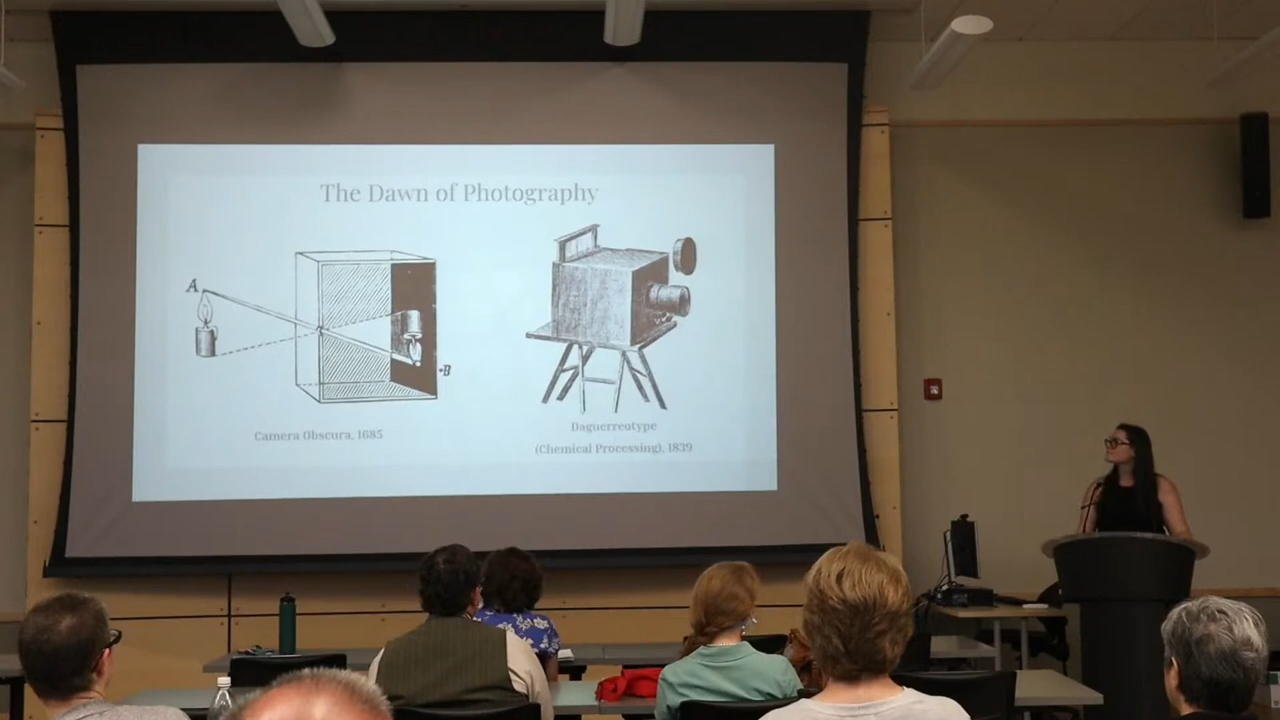 The Dawn of Photography
A
B
Camera Obscura, 1685
Daguerreotype
(Chemical Processing), 1839